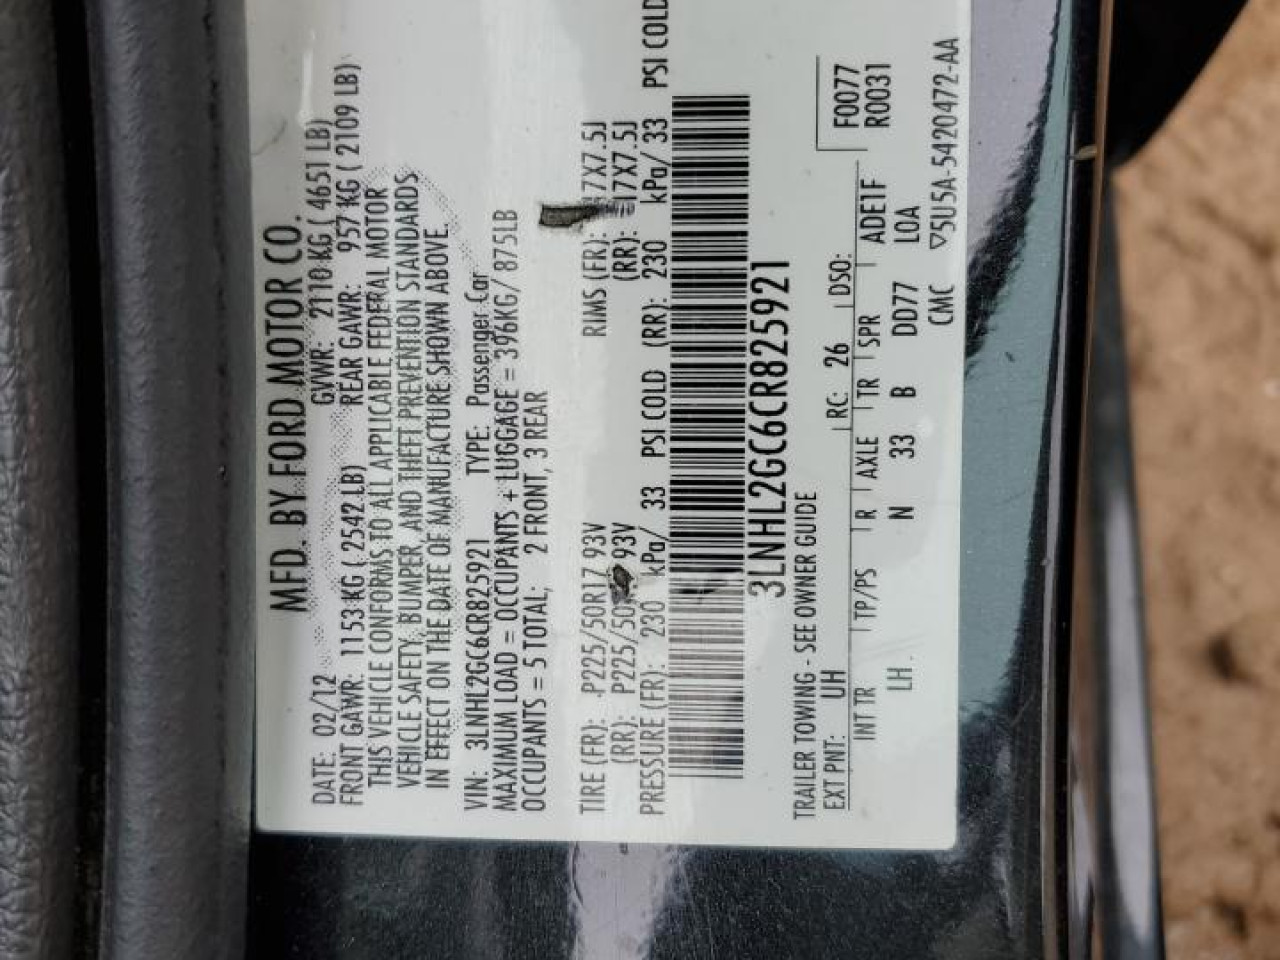 MFD. BY FORD MOTOR CO.
DATE: 02/12 GVWR: 2110 KG ( 4651 LB)
FRONT GAWR: 1153 KG ( 2542 LB) REAR GAWR: 957 KG ( 2109 LB)
THIS VEHICLE CONFORMS TO ALL APPLICABLE FEDERAL MOTOR
VEHICLE SAFETY, BUMPER, AND THEFT PREVENTION STANDARDS
IN EFFECT ON THE DATE OF MANUFACTURE SHOWN ABOVE.
VIN: 3LNHL2GC6CR825921 TYPE: Passenger Car
MAXIMUM LOAD = OCCUPANTS + LUGGAGE = 396KG/ 875LB
OCCUPANTS = 5 TOTAL; 2 FRONT, 3 REAR
TIRE (FR): P225/50R17 93V RIMS (FR): 17X7.5J
(RR): P225/50 93V (RR): 17X7.5J
PRESSURE (FR): 230 kPa/ 33 PSI COLD (RR): 230 kPa/ 33 PSI COLD
3LNHL2GC6CR825921
TRAILER TOWING - SEE OWNER GUIDE
EXT PNT: UH RC: 26 DSO: F0077
R0031
INT TR TP/PS R AXLE TR SPR ADE1F
LH N 33 B DD77 LOA
CMC ▽5U5A-5420472-AA